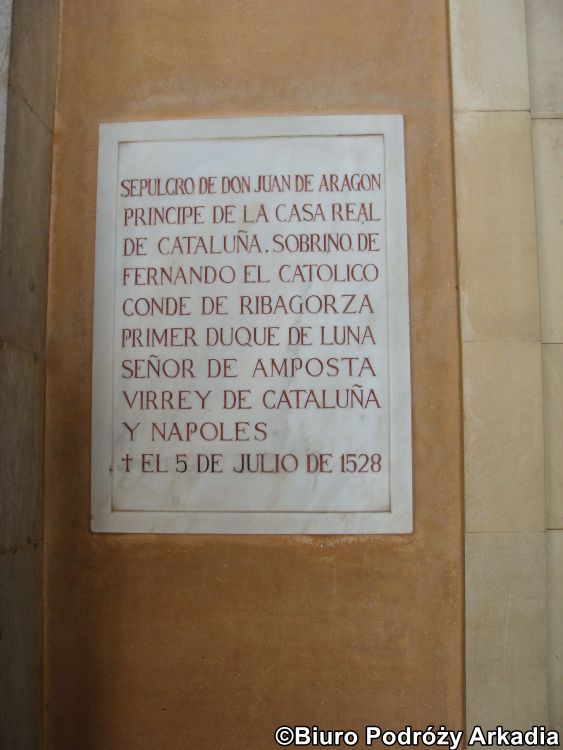 SEPULCRO DE DON JUAN DE ARAGON
PRINCIPE DE LA CASA REAL
DE CATALUÑA. SOBRINO DE
FERNANDO EL CATOLICO
CONDE DE RIBAGORZA
PRIMER DUQUE DE LUNA
SEÑOR DE AMPOSTA
VIRREY DE CATALUÑA
Y NAPOLES
† EL 5 DE JULIO DE 1528
©Biuro Podróży Arkadia